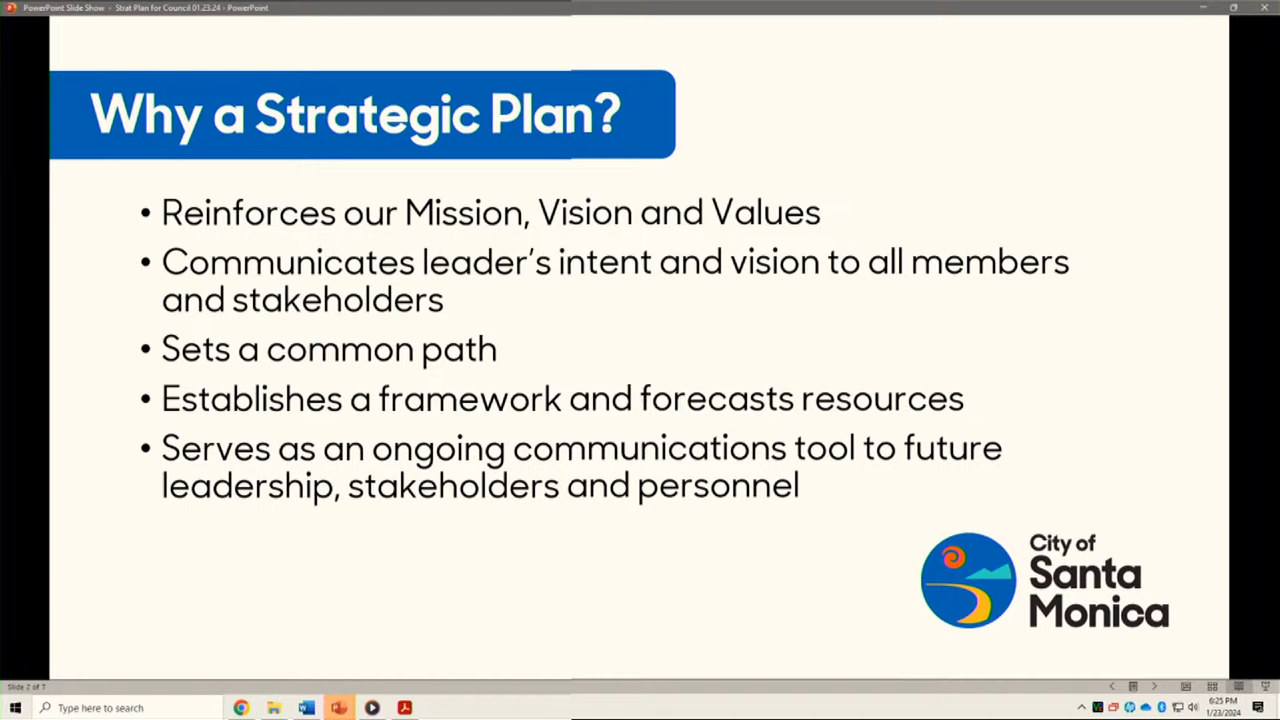 PowerPoint Slide Show - Strat Plan for Council 01.23.24 - PowerPoint
Why a Strategic Plan?
• Reinforces our Mission, Vision and Values
• Communicates leader’s intent and vision to all members
and stakeholders
• Sets a common path
• Establishes a framework and forecasts resources
• Serves as an ongoing communications tool to future
leadership, stakeholders and personnel
City of
Santa
Monica
Slide 2 of 7
Type here to search
6:25 PM
1/23/2024